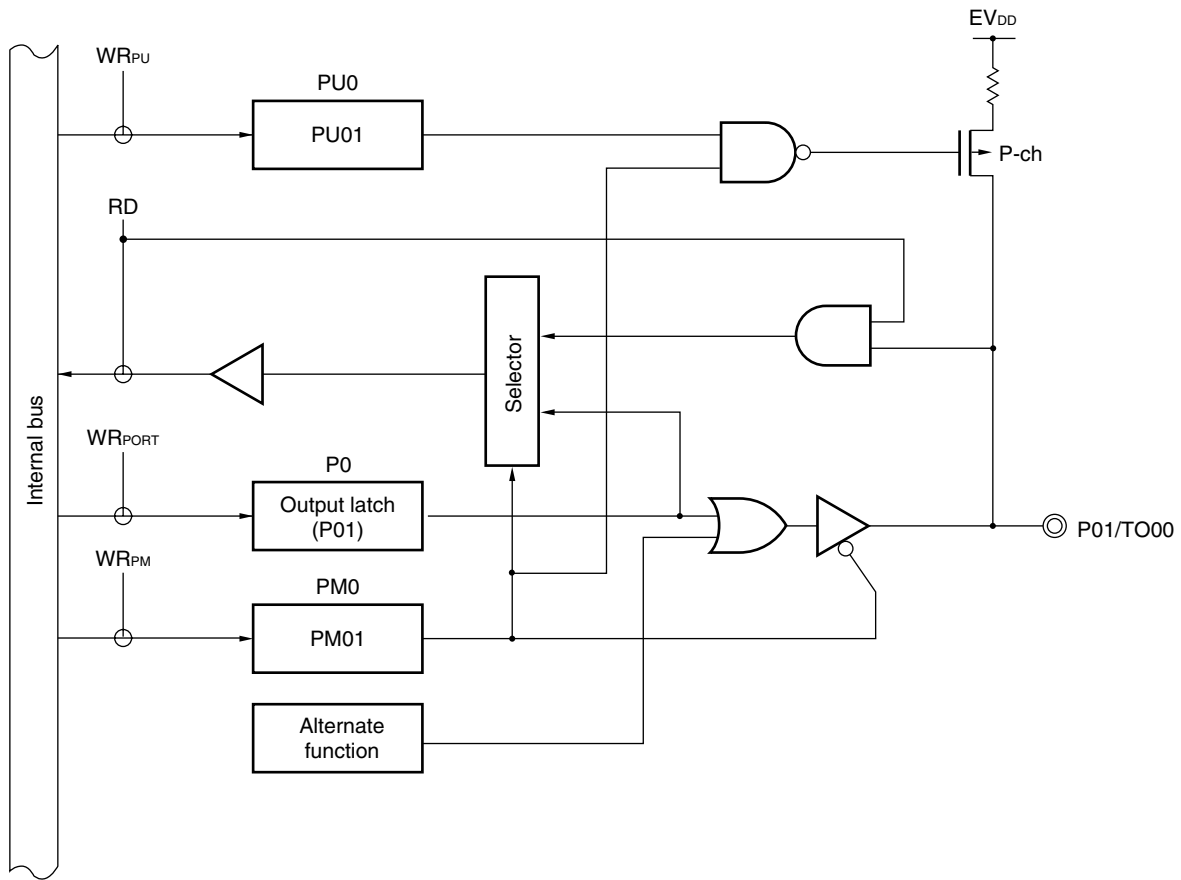 EVDD
WRPU
PU0
PU01
P-ch
RD
Selector
Internal bus
WRPORT
P0
Output latch
(P01)
P01/TO00
WRPM
PM0
PM01
Alternate
function